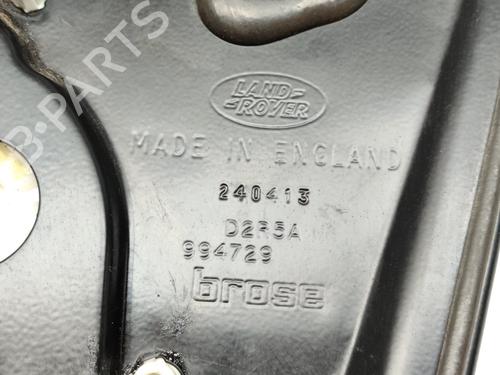 B-PARTS
LAND-
-ROVER
MADE IN ENGLAND
240413
D2R5A
994729
brose